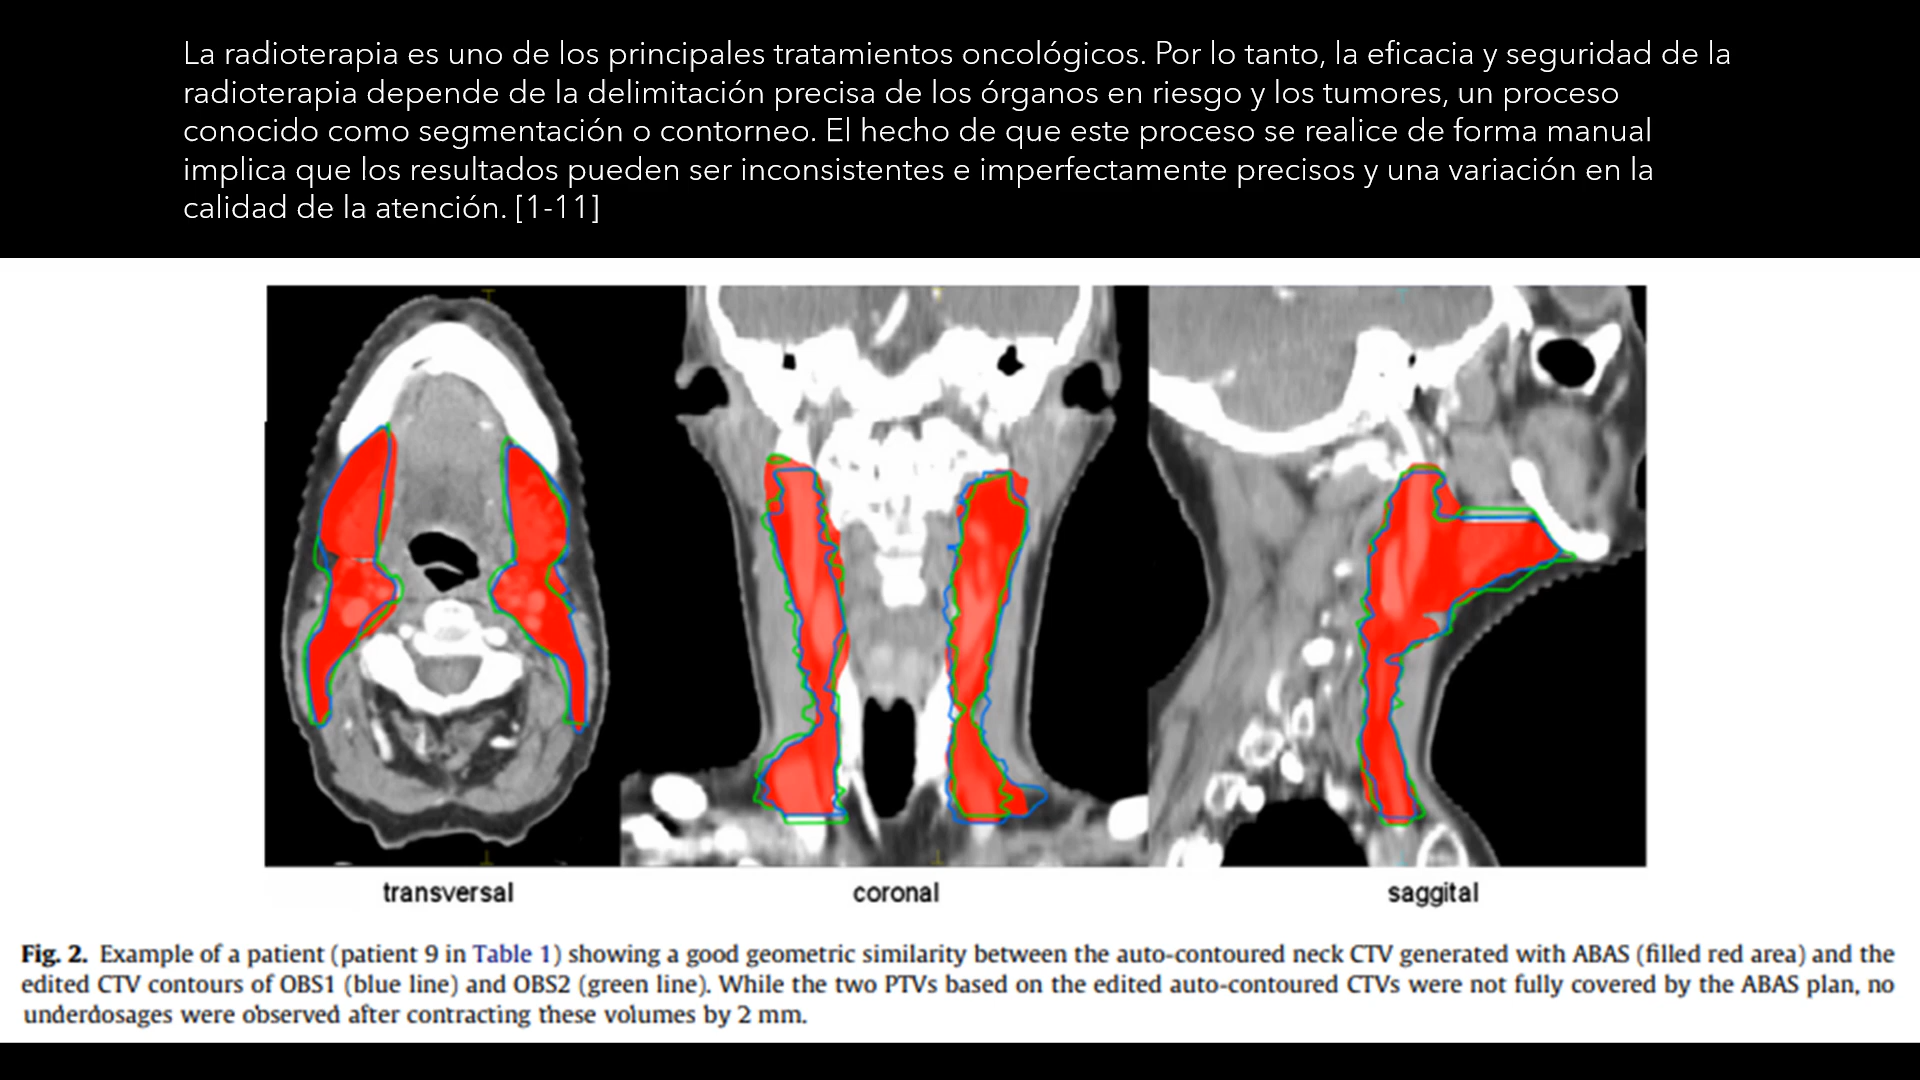 La radioterapia es uno de los principales tratamientos oncológicos. Por lo tanto, la eficacia y seguridad de la
radioterapia depende de la delimitación precisa de los órganos en riesgo y los tumores, un proceso
conocido como segmentación o contorneo. El hecho de que este proceso se realice de forma manual
implica que los resultados pueden ser inconsistentes e imperfectamente precisos y una variación en la
calidad de la atención. [1-11]
transversal
coronal
saggital
Fig. 2. Example of a patient (patient 9 in Table 1) showing a good geometric similarity between the auto-contoured neck CTV generated with ABAS (filled red area) and the
edited CTV contours of OBS1 (blue line) and OBS2 (green line). While the two PTVs based on the edited auto-contoured CTVs were not fully covered by the ABAS plan, no
underdosages were observed after contracting these volumes by 2 mm.